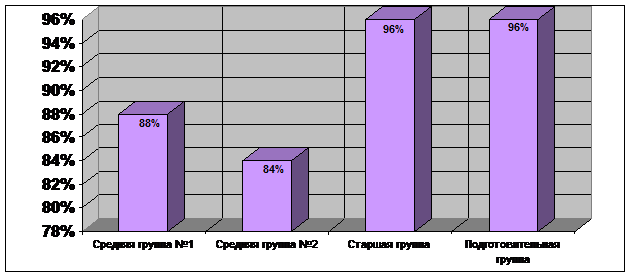 96%
94%
92%
90%
88%
86%
84%
82%
80%
78%
88%
84%
96%
96%
Средняя группа №1
Средняя группа №2
Старшая группа
Подготовительная
группа